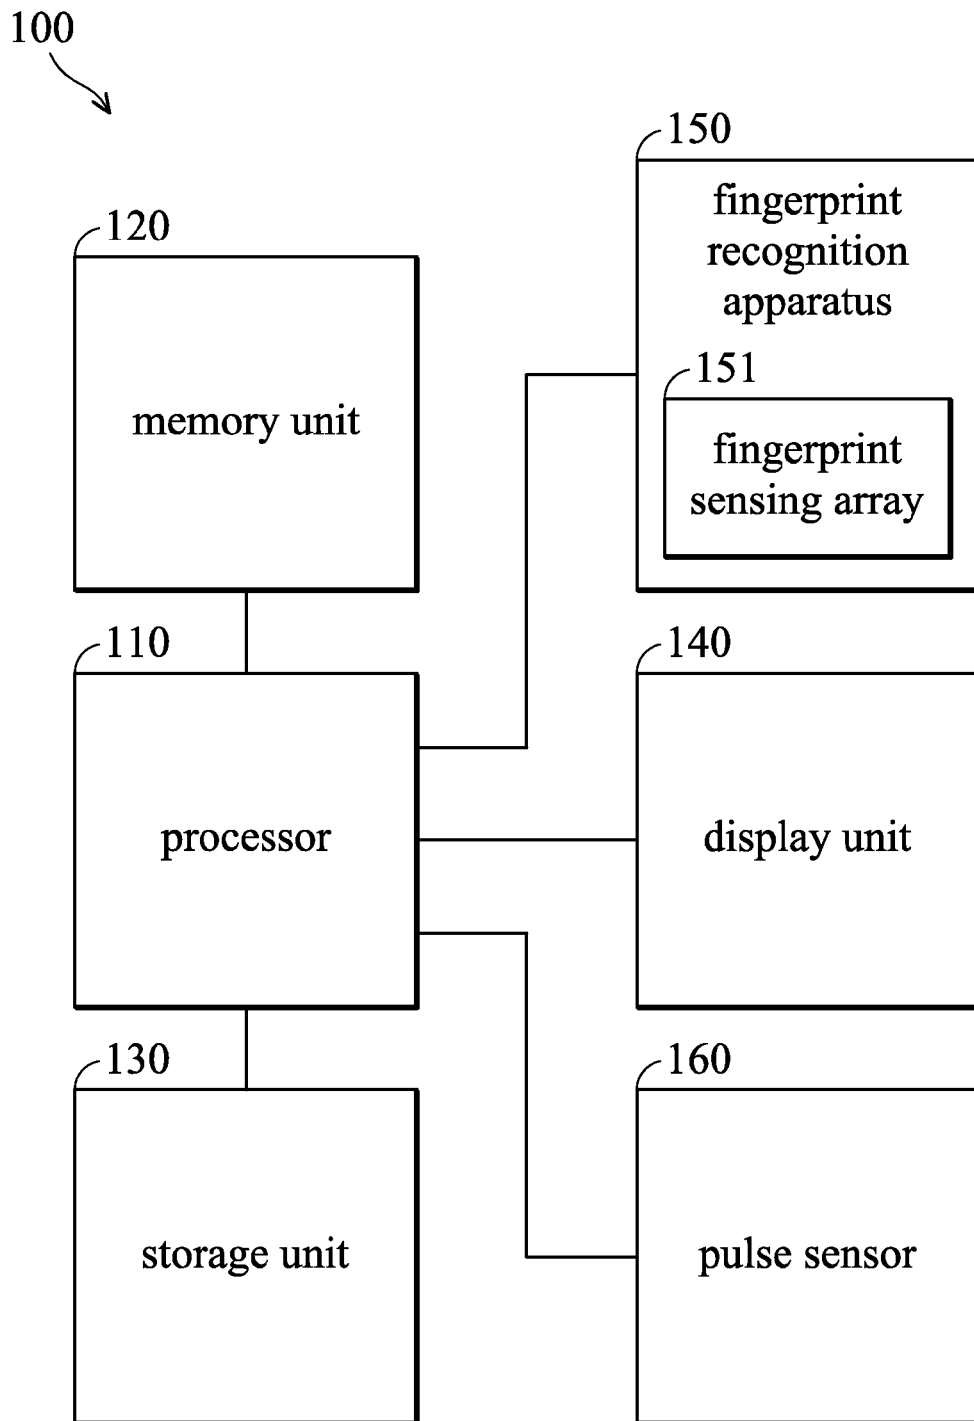 100
150
fingerprint
recognition
apparatus
120
memory unit
151
fingerprint
sensing array
110
processor
140
display unit
130
storage unit
160
pulse sensor